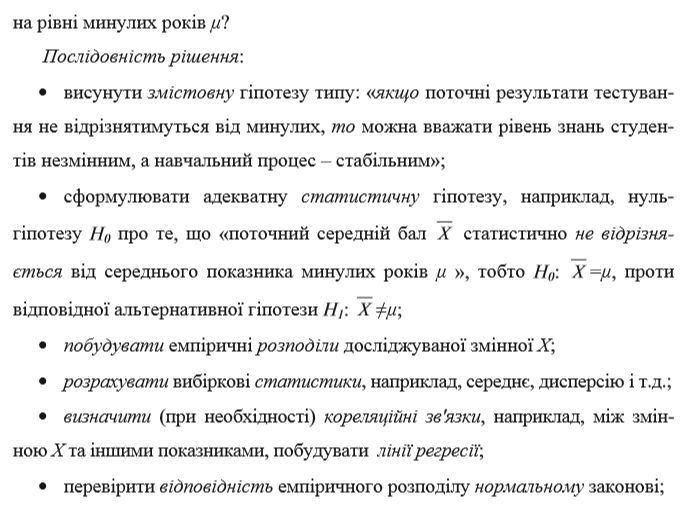 на рівні минулих років μ?
Послідовність рішення:
• висунути змістовну гіпотезу типу: «якщо поточні результати тестуван-
ня не відрізнятимуться від минулих, то можна вважати рівень знань студен-
тів незмінним, а навчальний процес – стабільним»;
• сформулювати адекватну статистичну гіпотезу, наприклад, нуль-
гіпотезу H₀ про те, що «поточний середній бал X̅ статистично не відрізня-
ється від середнього показника минулих років μ », тобто H₀: X̅=μ, проти
відповідної альтернативної гіпотези H₁: X̅≠μ;
• побудувати емпіричні розподіли досліджуваної змінної X;
• розрахувати вибіркові статистики, наприклад, середнє, дисперсію і т.д.;
• визначити (при необхідності) кореляційні зв'язки, наприклад, між змін-
ною X та іншими показниками, побудувати лінії регресії;
• перевірити відповідність емпіричного розподілу нормальному законові;